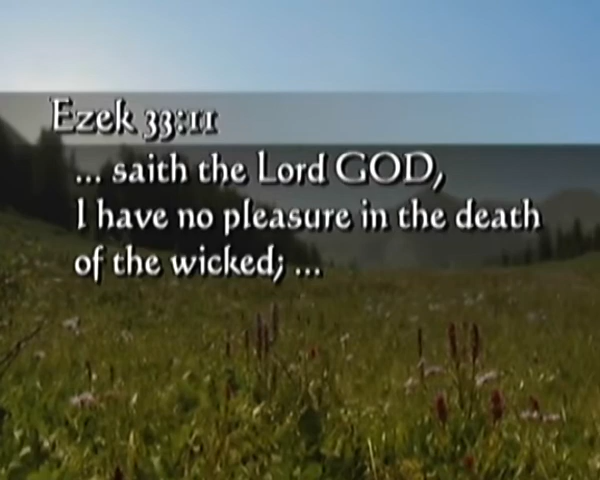 Ezek 33:11
... saith the Lord GOD,
I have no pleasure in the death
of the wicked; ...